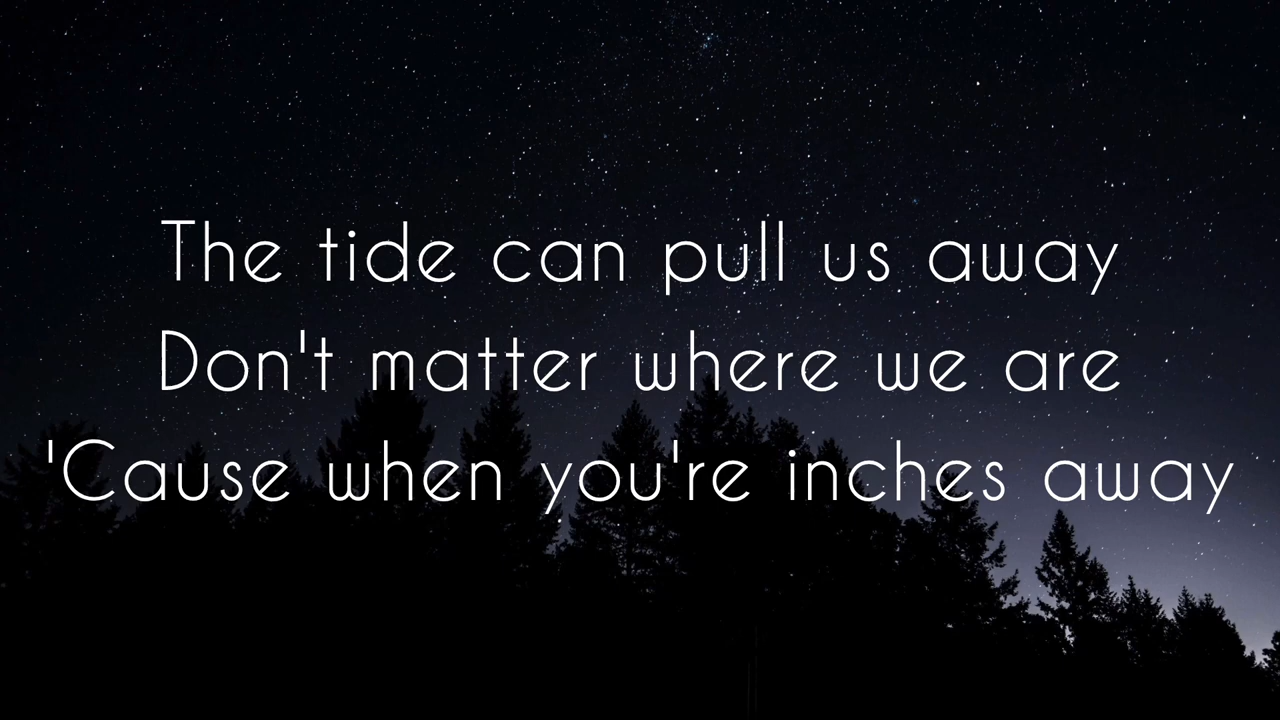 The tide can pull us away
Don't matter where we are
'Cause when you're inches away